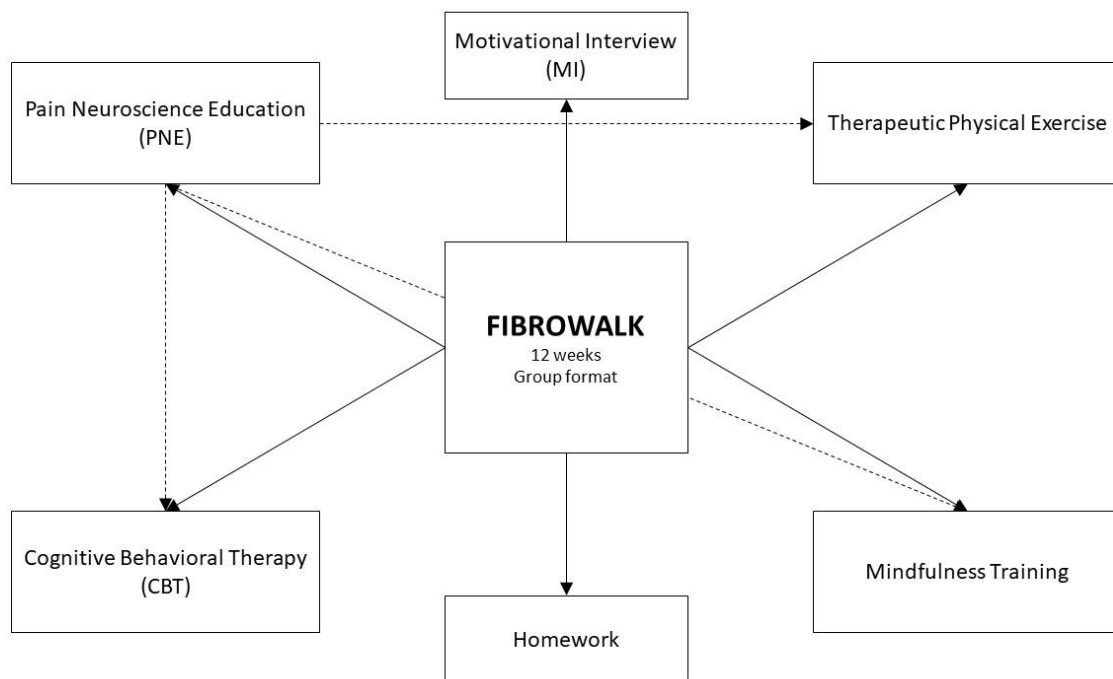 Motivational Interview
(MI)
Pain Neuroscience Education
(PNE)
Therapeutic Physical Exercise
FIBROWALK
12 weeks
Group format
Cognitive Behavioral Therapy
(CBT)
Mindfulness Training
Homework